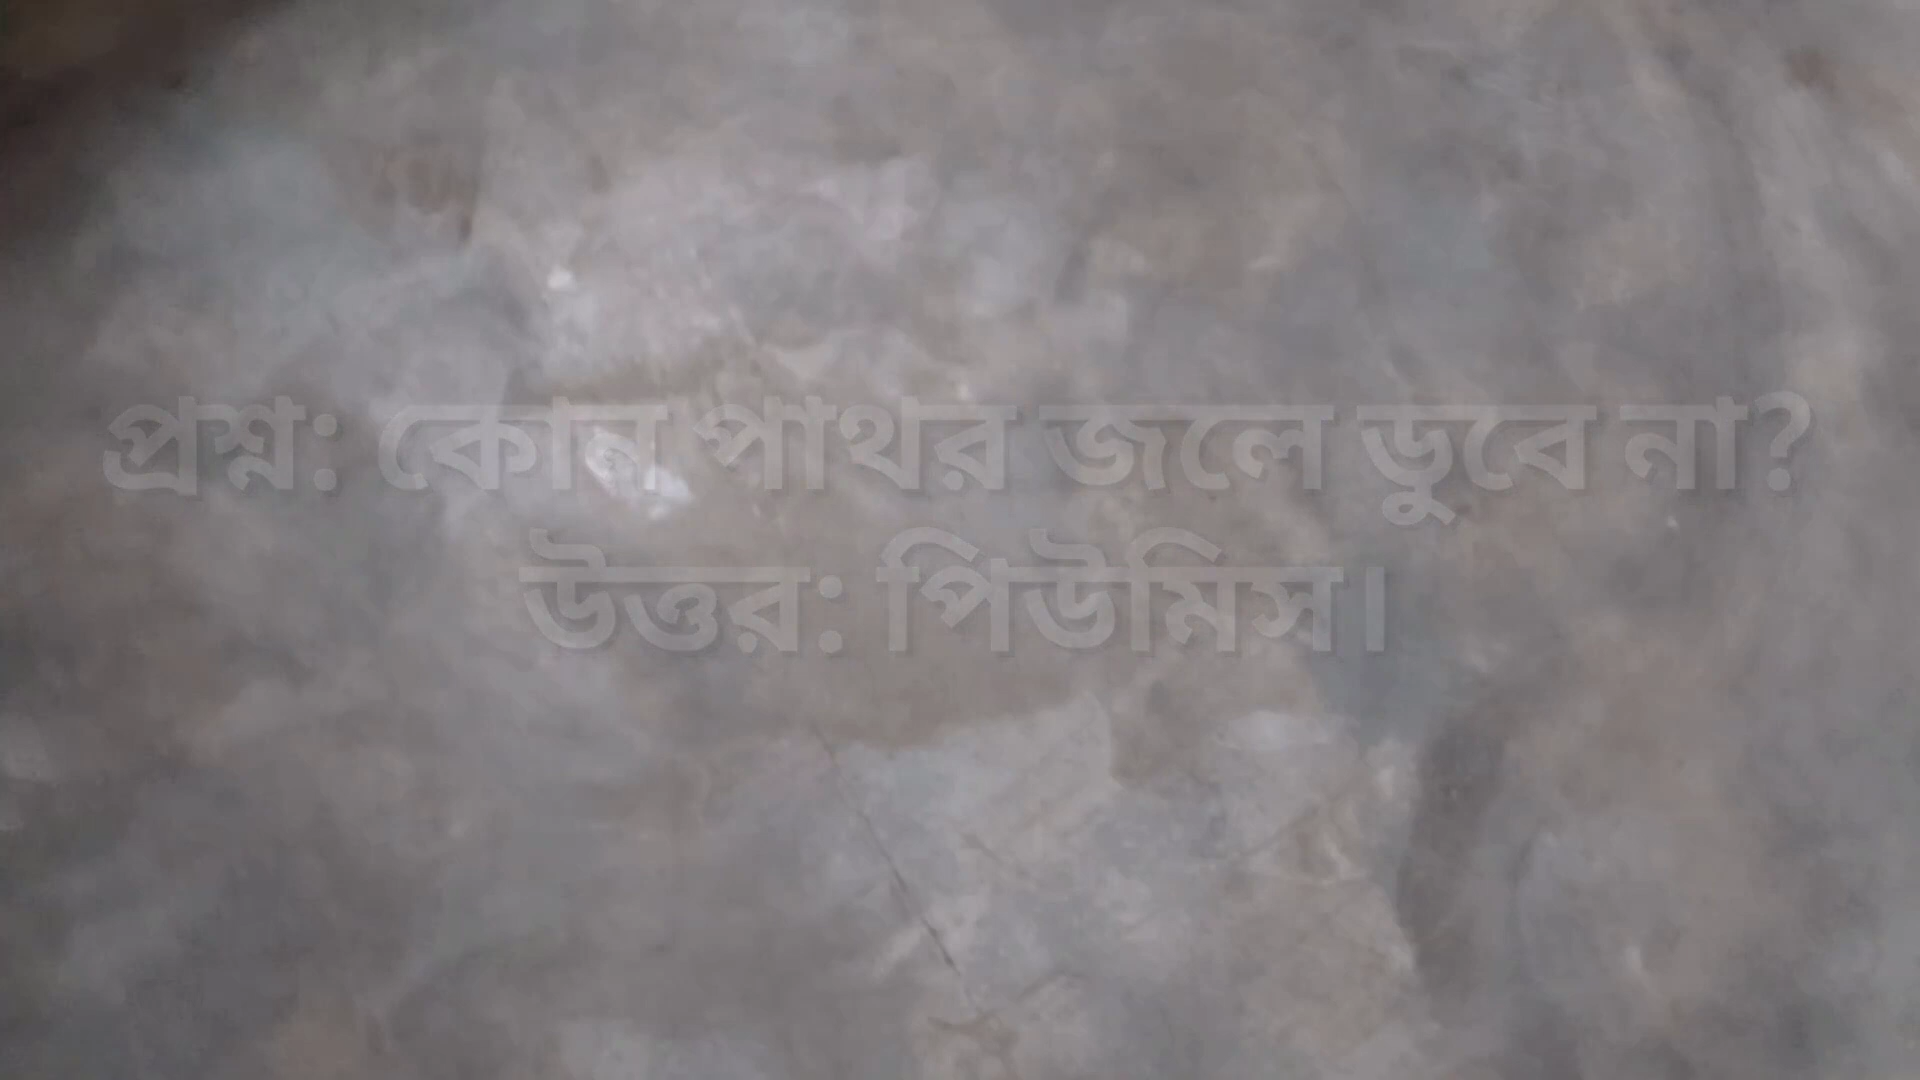 প্রশ্ন: কোন পাথর জলে ডুবে না?
উত্তর: পিউমিস।